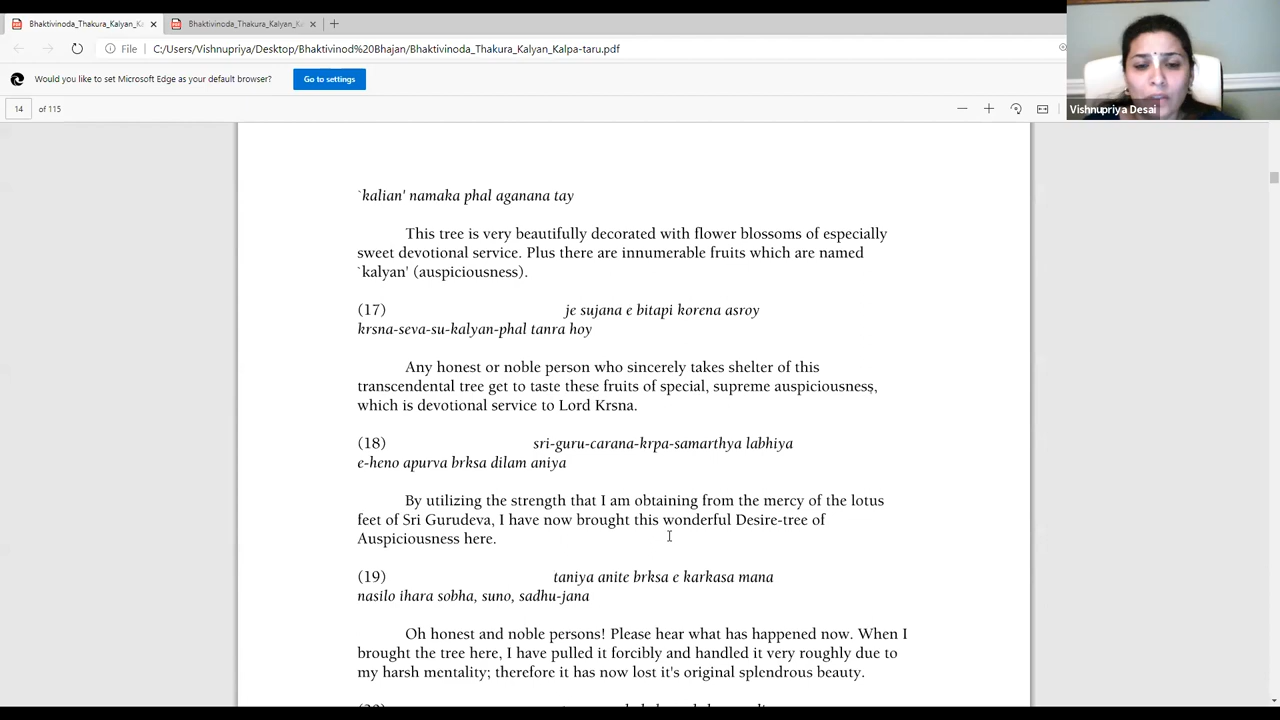 Bhaktivinoda_Thakura_Kalyan_K
Bhaktivinoda_Thakura_Kalyan_K
File
C:/Users/Vishnupriya/Desktop/Bhaktivinod%20Bhajan/Bhaktivinoda_Thakura_Kalyan_Kalpa-taru.pdf
Would you like to set Microsoft Edge as your default browser?
Go to settings
14 of 115
Vishnupriya Desai
`kalian' namaka phal aganana tay
This tree is very beautifully decorated with flower blossoms of especially
sweet devotional service. Plus there are innumerable fruits which are named
`kalyan' (auspiciousness).
(17) je sujana e bitapi korena asroy
krsna-seva-su-kalyan-phal tanra hoy
Any honest or noble person who sincerely takes shelter of this
transcendental tree get to taste these fruits of special, supreme auspiciousness,
which is devotional service to Lord Krsna.
(18) sri-guru-carana-krpa-samarthya labhiya
e-heno apurva brksa dilam aniya
By utilizing the strength that I am obtaining from the mercy of the lotus
feet of Sri Gurudeva, I have now brought this wonderful Desire-tree of
Auspiciousness here.
(19) taniya anite brksa e karkasa mana
nasilo ihara sobha, suno, sadhu-jana
Oh honest and noble persons! Please hear what has happened now. When I
brought the tree here, I have pulled it forcibly and handled it very roughly due to
my harsh mentality; therefore it has now lost it's original splendrous beauty.